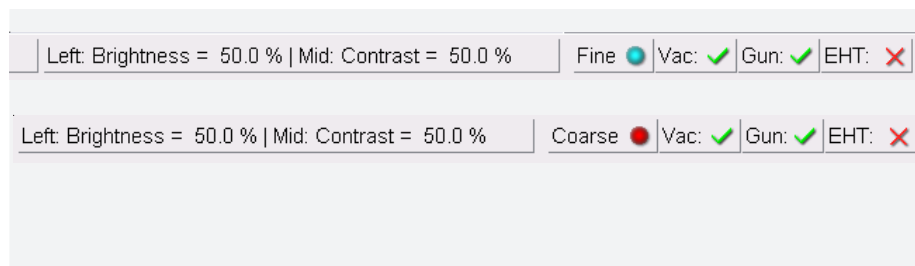 Left: Brightness = 50.0 % | Mid: Contrast = 50.0 % Fine Vac: Gun: EHT:
Left: Brightness = 50.0 % | Mid: Contrast = 50.0 % Coarse Vac: Gun: EHT: